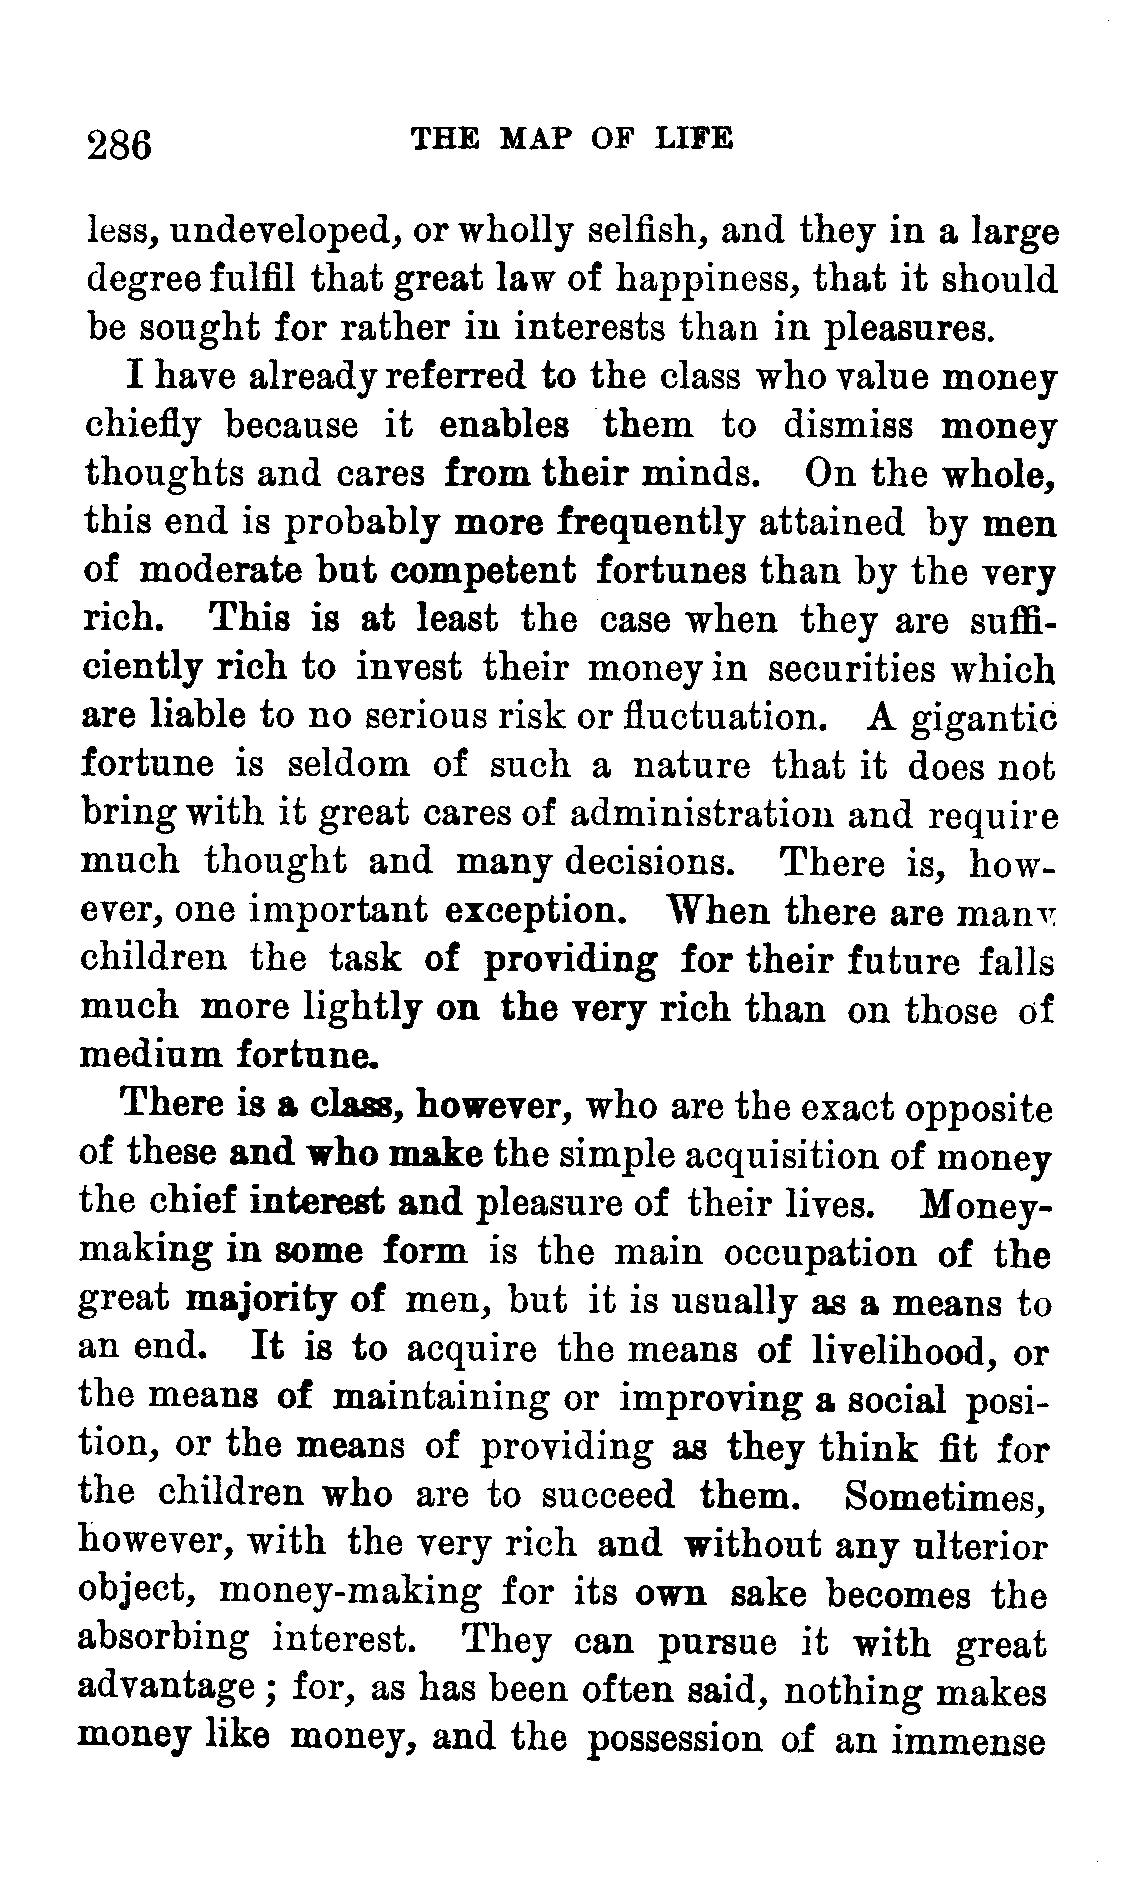 286 THE MAP OF LIFE
less, undeveloped, or wholly selfish, and they in a large
degree fulfil that great law of happiness, that it should
be sought for rather in interests than in pleasures.
I have already referred to the class who value money
chiefly because it enables them to dismiss money
thoughts and cares from their minds. On the whole,
this end is probably more frequently attained by men
of moderate but competent fortunes than by the very
rich. This is at least the case when they are suffi-
ciently rich to invest their money in securities which
are liable to no serious risk or fluctuation. A gigantic
fortune is seldom of such a nature that it does not
bring with it great cares of administration and require
much thought and many decisions. There is, how-
ever, one important exception. When there are many
children the task of providing for their future falls
much more lightly on the very rich than on those of
medium fortune.
There is a class, however, who are the exact opposite
of these and who make the simple acquisition of money
the chief interest and pleasure of their lives. Money-
making in some form is the main occupation of the
great majority of men, but it is usually as a means to
an end. It is to acquire the means of livelihood, or
the means of maintaining or improving a social posi-
tion, or the means of providing as they think fit for
the children who are to succeed them. Sometimes,
however, with the very rich and without any ulterior
object, money-making for its own sake becomes the
absorbing interest. They can pursue it with great
advantage ; for, as has been often said, nothing makes
money like money, and the possession of an immense